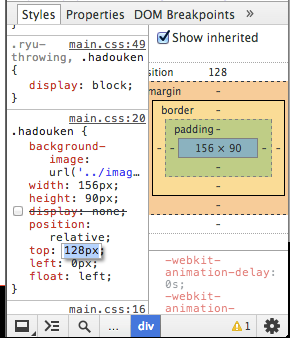 Styles Properties DOM Breakpoints »
.ryu- main.css:49
throwing, .hadouken {
display: block;
}
main.css:20
.hadouken {
background-
image:
url('../imag…
width: 156px;
height: 90px;
display: none;
position:
relative;
top: 128px;
left: 0px;
float: left;
}
main.css:16
Show inherited
sition 128
margin -
border -
padding -
- - - 156 × 90 - - -
-
-
-
-
-webkit-
animation-delay:
0s;
-webkit-
animation-
... div 1